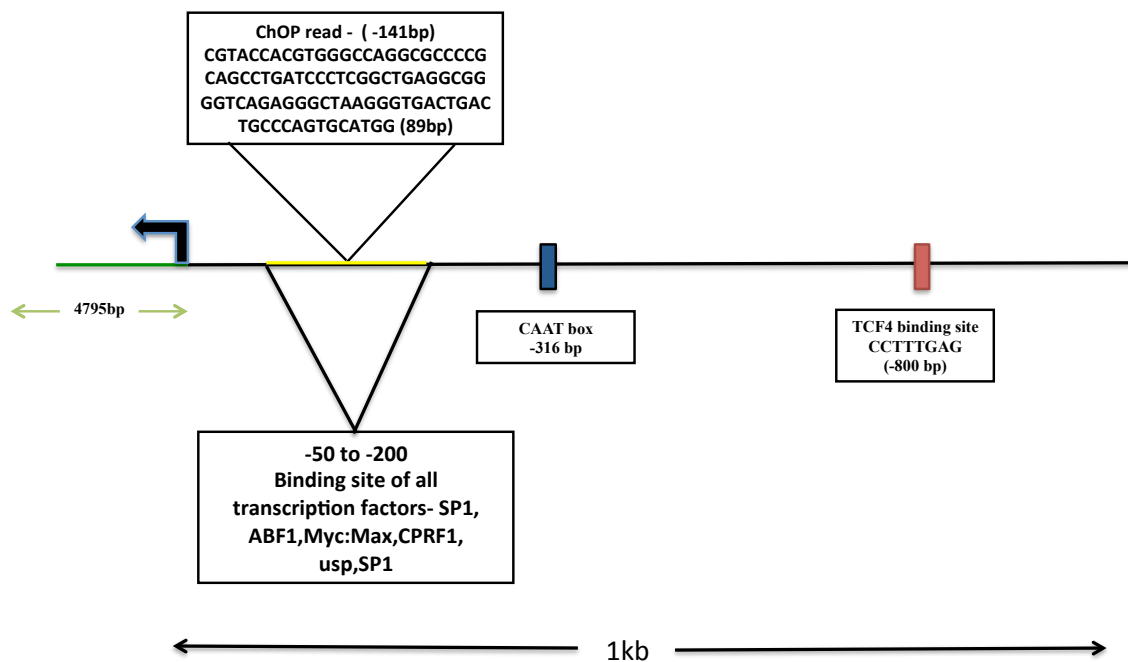 ChOP read - ( -141bp)
CGTACCACGTGGGCCAGGCGCCCCG
CAGCCTGATCCCTCGGCTGAGGCGG
GGTCAGAGGGCTAAGGGTGACTGAC
TGCCCAGTGCATGG (89bp)
4795bp
CAAT box
-316 bp
TCF4 binding site
CCTTTGAG
(-800 bp)
-50 to -200
Binding site of all
transcription factors- SP1,
ABF1,Myc:Max,CPRF1,
usp,SP1
1kb